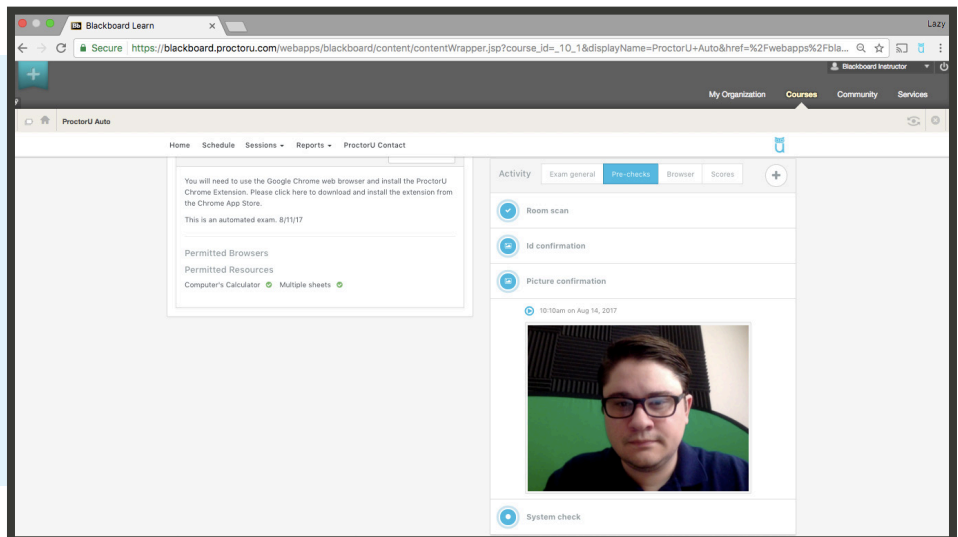 Blackboard Learn
Lazy
Secure https://blackboard.proctoru.com/webapps/blackboard/content/contentWrapper.jsp?course_id=_10_1&displayName=ProctorU+Auto&href=%2Fwebapps%2Fbla...
Blackboard Instructor
My Organization Courses Community Services
ProctorU Auto
Home Schedule Sessions Reports ProctorU Contact
You will need to use the Google Chrome web browser and install the ProctorU
Chrome Extension. Please click here to download and install the extension from
the Chrome App Store.
This is an automated exam. 8/11/17
Permitted Browsers
Permitted Resources
Computer's Calculator Multiple sheets
Activity Exam general Pre-checks Browser Scores
Room scan
Id confirmation
Picture confirmation
10:10am on Aug 14, 2017
System check